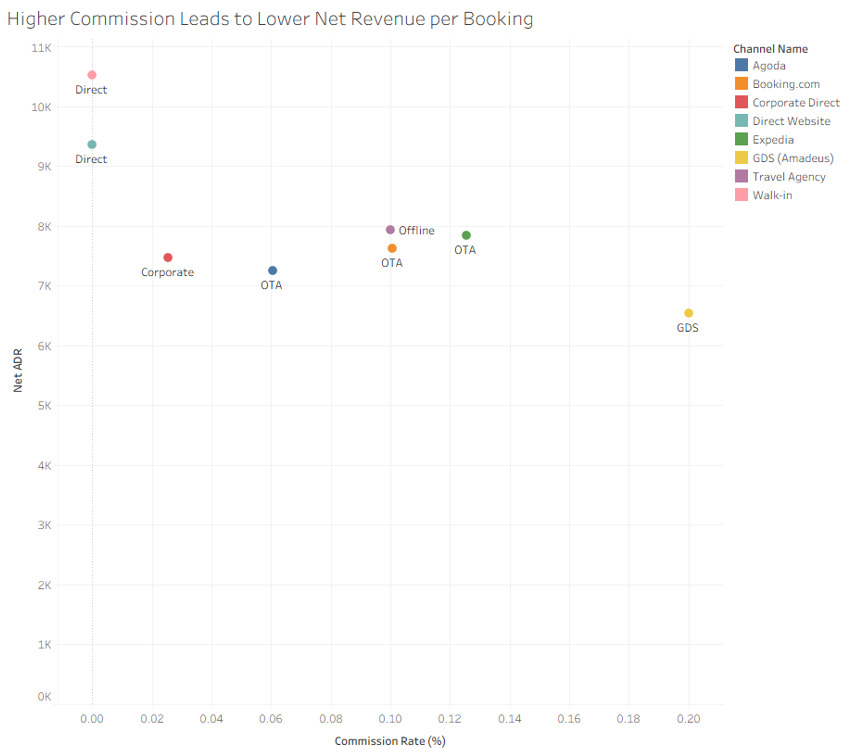 Higher Commission Leads to Lower Net Revenue per Booking
Channel Name
Agoda
Booking.com
Corporate Direct
Direct Website
Expedia
GDS (Amadeus)
Travel Agency
Walk-in
11K
10K
9K
8K
7K
6K
5K
4K
3K
2K
1K
0K
Net ADR
Direct
Direct
Offline
OTA
OTA
Corporate
OTA
GDS
0.00 0.02 0.04 0.06 0.08 0.10 0.12 0.14 0.16 0.18 0.20
Commission Rate (%)